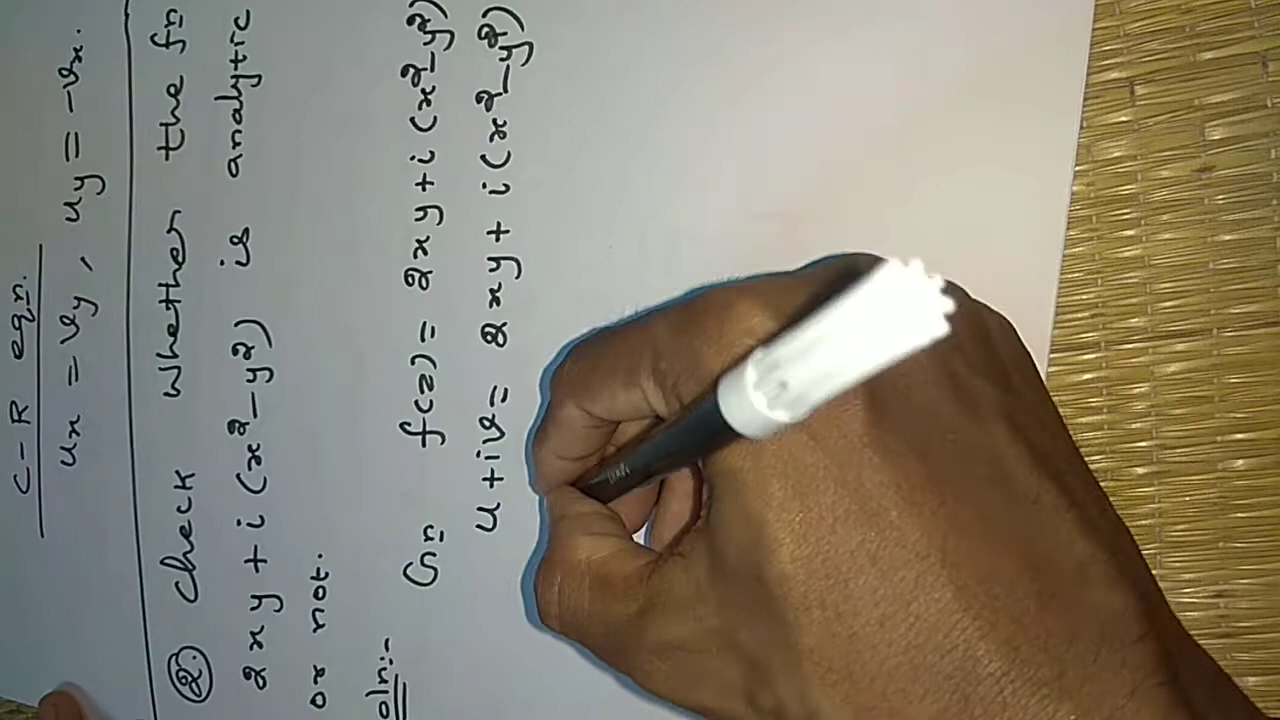 C-R eqn.
ux = vy, uy = -vx.
2. Check whether the fn
2xy + i(x²-y²) is analytic
or not.
oln:-
Gn f(z) = 2xy + i(x²-y²)
u+iv = 2xy + i(x²-y²)